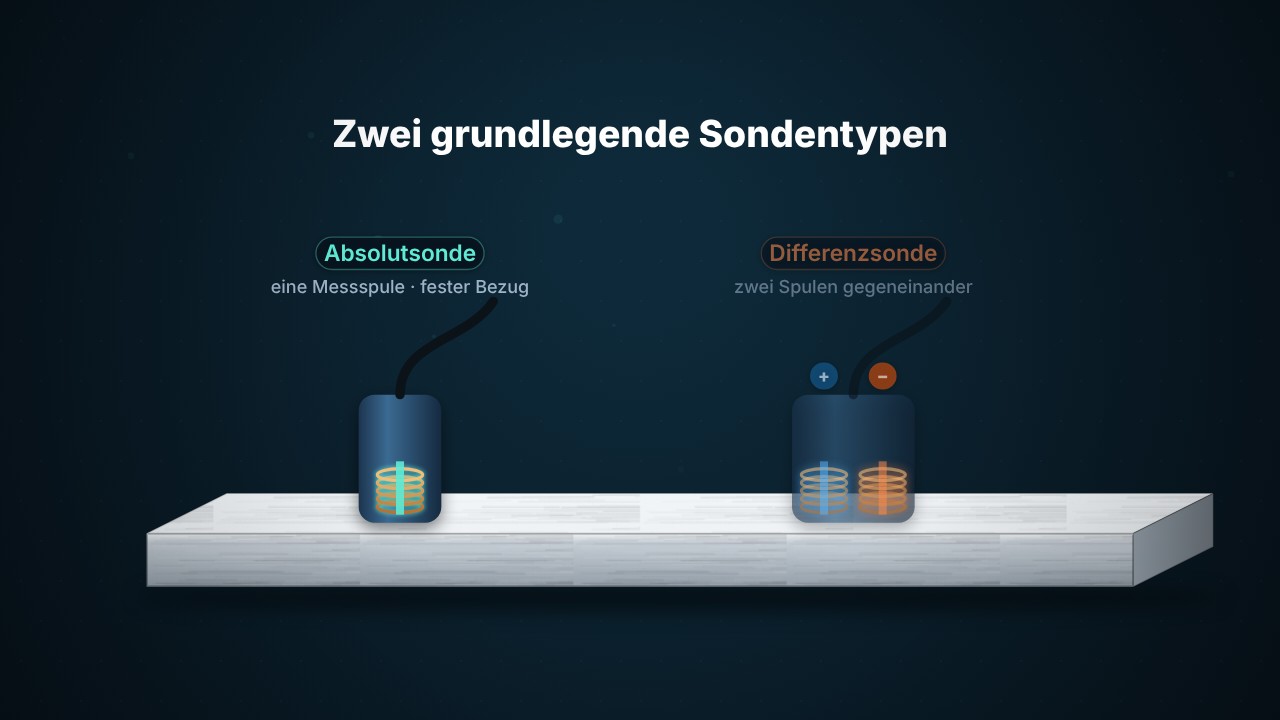 Zwei grundlegende Sondentypen
Absolutsonde
eine Messspule · fester Bezug
Differenzsonde
zwei Spulen gegeneinander
+ −